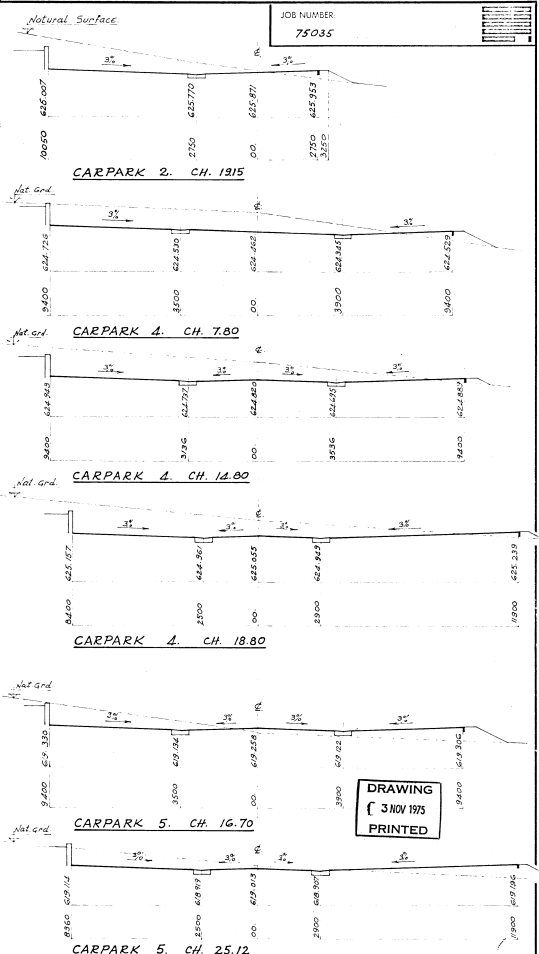 JOB NUMBER:
75035
Natural Surface
℄
3% 3%
626.007 625.770 625.871 625.953
10050 2750 00. 2750 3250
CARPARK 2. CH. 19.15
Nat. Grd.
℄
3% 3%
624.726 624.530 624.462 624.345 624.529
9400 3500 00. 3900 9400
CARPARK 4. CH. 7.80
Nat. Grd.
℄
3% 3% 3% 3%
624.949 624.737 624.820 624.695 624.889
9400 3136 00. 3536 9400
CARPARK 4. CH. 14.80
Nat. Grd.
℄
3% 3% 3% 3%
625.157 624.961 625.055 624.949 625.239
8400 2500 00. 2900 11900
CARPARK 4. CH. 18.80
Nat. Grd
℄
3% 3% 3% 3%
619.330 619.134 619.258 619.122 619.306
9400 3500 00. 3900 9400
CARPARK 5. CH. 16.70
DRAWING
3 NOV 1975
PRINTED
Nat. Grd
℄
3% 3% 3% 3%
619.114 618.919 619.013 618.907 619.196
8360 2500 00. 2900 11900
CARPARK 5. CH. 25.12